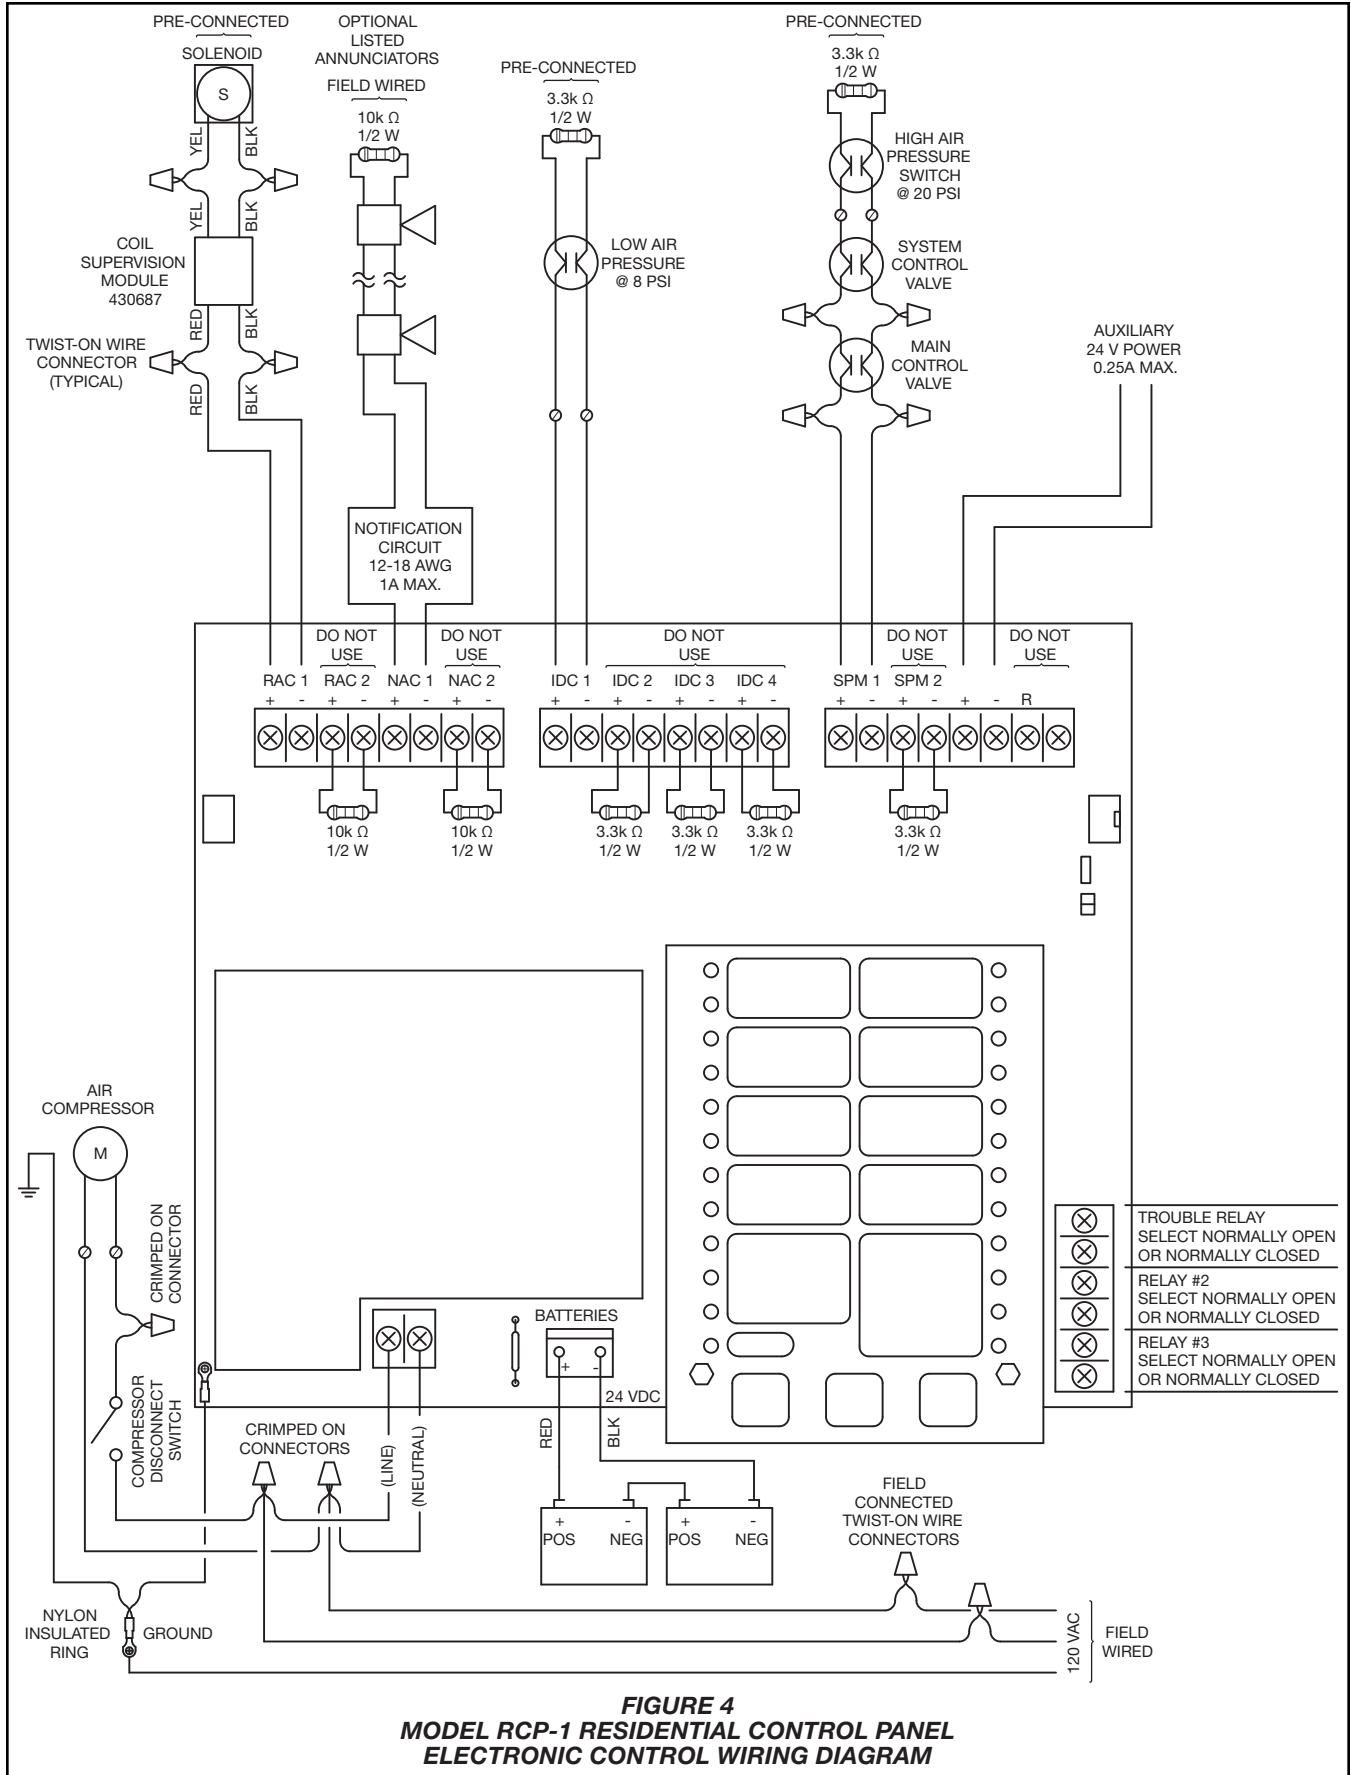 PRE-CONNECTED
SOLENOID
S
YEL
BLK
YEL
BLK
COIL
SUPERVISION
MODULE
430687
RED
BLK
TWIST-ON WIRE
CONNECTOR
(TYPICAL)
RED
BLK
OPTIONAL
LISTED
ANNUNCIATORS
FIELD WIRED
10k Ω
1/2 W
NOTIFICATION
CIRCUIT
12-18 AWG
1A MAX.
PRE-CONNECTED
3.3k Ω
1/2 W
LOW AIR
PRESSURE
@ 8 PSI
PRE-CONNECTED
3.3k Ω
1/2 W
HIGH AIR
PRESSURE
SWITCH
@ 20 PSI
SYSTEM
CONTROL
VALVE
MAIN
CONTROL
VALVE
AUXILIARY
24 V POWER
0.25A MAX.
DO NOT
USE
DO NOT
USE
DO NOT
USE
DO NOT
USE
DO NOT
USE
RAC 1 RAC 2 NAC 1 NAC 2
+ - + - + - + -
IDC 1 IDC 2 IDC 3 IDC 4
+ - + - + - + -
SPM 1 SPM 2
+ - + - + - R
10k Ω
1/2 W
10k Ω
1/2 W
3.3k Ω
1/2 W
3.3k Ω
1/2 W
3.3k Ω
1/2 W
3.3k Ω
1/2 W
AIR
COMPRESSOR
M
CRIMPED ON
CONNECTOR
COMPRESSOR
DISCONNECT
SWITCH
CRIMPED ON
CONNECTORS
(LINE)
(NEUTRAL)
BATTERIES
+ -
24 VDC
RED
BLK
+ - + -
POS NEG POS NEG
TROUBLE RELAY
SELECT NORMALLY OPEN
OR NORMALLY CLOSED
RELAY #2
SELECT NORMALLY OPEN
OR NORMALLY CLOSED
RELAY #3
SELECT NORMALLY OPEN
OR NORMALLY CLOSED
FIELD
CONNECTED
TWIST-ON WIRE
CONNECTORS
NYLON
INSULATED
RING
GROUND
120 VAC
FIELD
WIRED
FIGURE 4
MODEL RCP-1 RESIDENTIAL CONTROL PANEL
ELECTRONIC CONTROL WIRING DIAGRAM